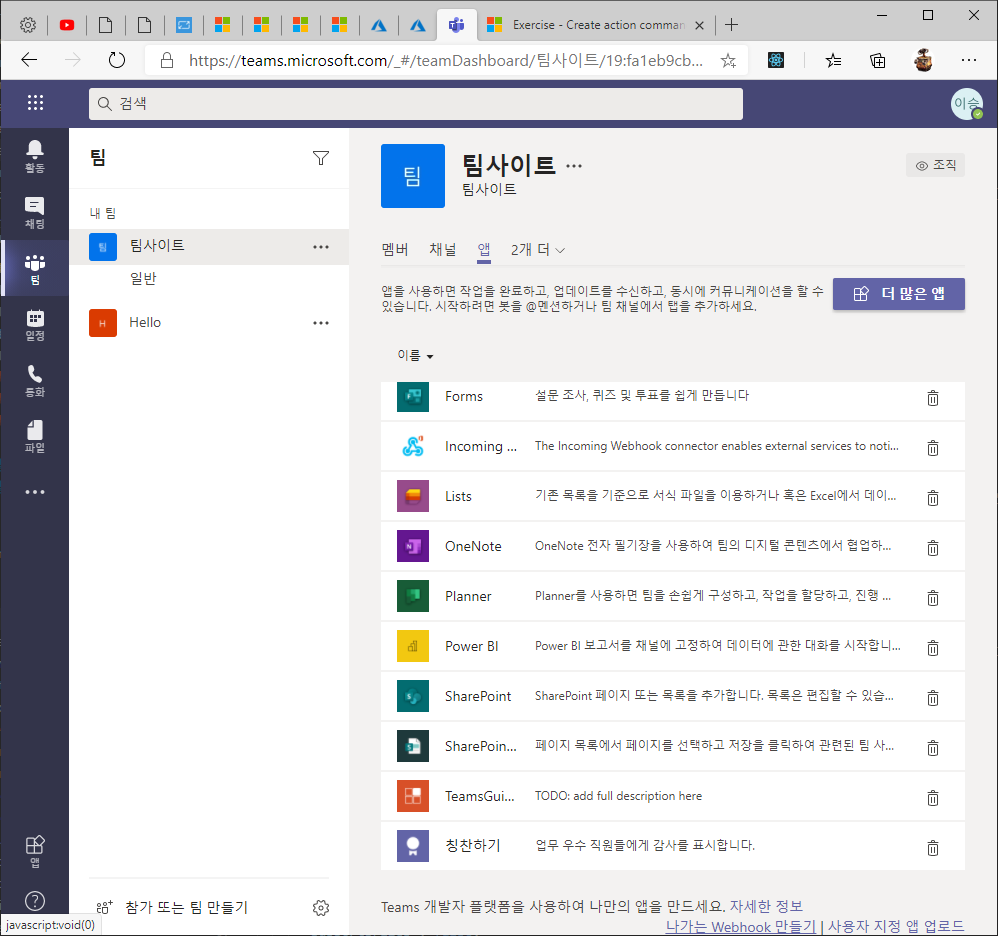 Exercise - Create action comman
https://teams.microsoft.com/_#/teamDashboard/팀사이트/19:fa1eb9cb...
검색
이승
활동
채팅
팀
일정
통화
파일
앱
팀
내 팀
팀
팀사이트
일반
H
Hello
참가 또는 팀 만들기
javascript:void(0)
팀
팀사이트
팀사이트
조직
멤버 채널 앱 2개 더
앱을 사용하면 작업을 완료하고, 업데이트를 수신하고, 동시에 커뮤니케이션을 할 수
있습니다. 시작하려면 봇을 @멘션하거나 팀 채널에서 탭을 추가하세요.
더 많은 앱
이름
Forms 설문 조사, 퀴즈 및 투표를 쉽게 만듭니다
Incoming ... The Incoming Webhook connector enables external services to noti...
Lists 기존 목록을 기준으로 서식 파일을 이용하거나 혹은 Excel에서 데이...
OneNote OneNote 전자 필기장을 사용하여 팀의 디지털 콘텐츠에서 협업하...
Planner Planner를 사용하면 팀을 손쉽게 구성하고, 작업을 할당하고, 진행 ...
Power BI Power BI 보고서를 채널에 고정하여 데이터에 관한 대화를 시작합니...
SharePoint SharePoint 페이지 또는 목록을 추가합니다. 목록은 편집할 수 있습...
SharePoin... 페이지 목록에서 페이지를 선택하고 저장을 클릭하여 관련된 팀 사...
TeamsGui... TODO: add full description here
칭찬하기 업무 우수 직원들에게 감사를 표시합니다.
Teams 개발자 플랫폼을 사용하여 나만의 앱을 만드세요. 자세한 정보
나가는 Webhook 만들기 | 사용자 지정 앱 업로드